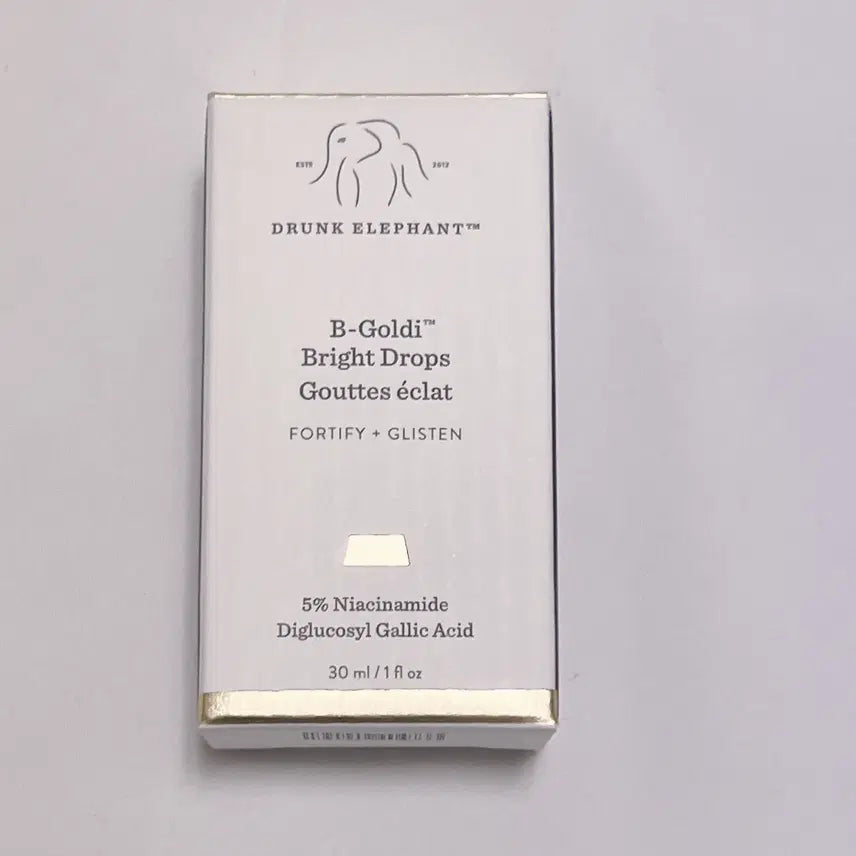 ESTD 2012
DRUNK ELEPHANT™
B-Goldi™
Bright Drops
Gouttes éclat
FORTIFY + GLISTEN
5% Niacinamide
Diglucosyl Gallic Acid
30 ml / 1 fl oz